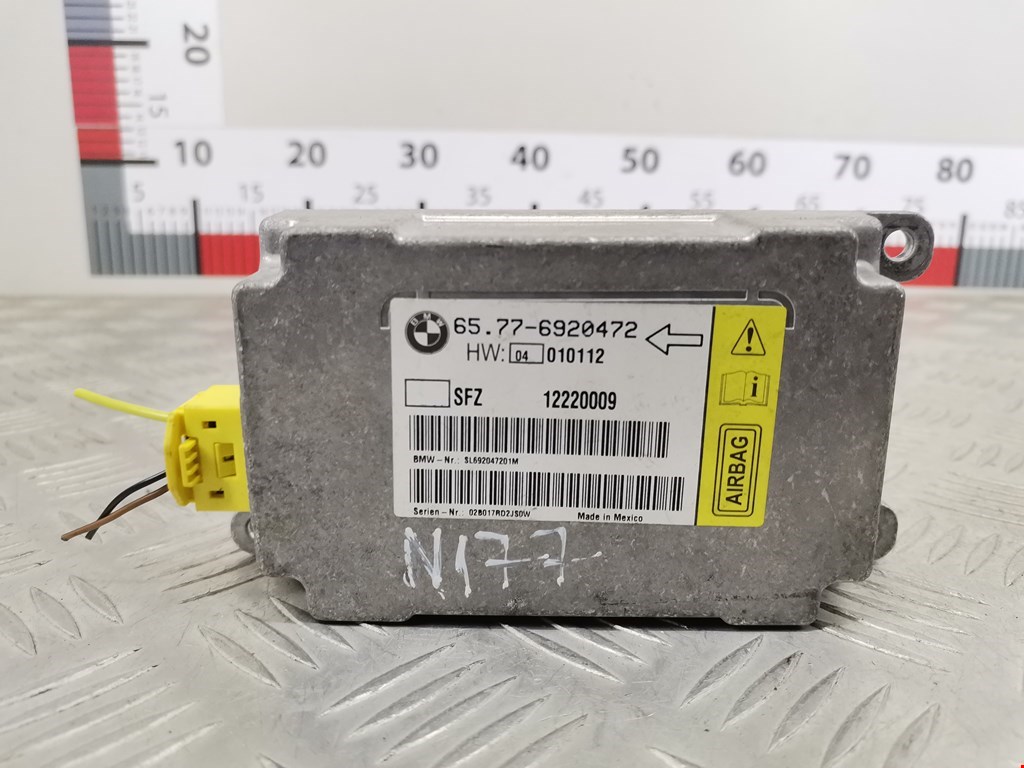 20
15
10 20 30 40 50 60 70 80
5 15 25 35 45 55 65 75 85
BMW
65.77-6920472
HW: 04 010112
SFZ 12220009
BMW-Nr.: SL692047201M
Serien-Nr.: 028017RD2JS0W Made in Mexico
AIRBAG
N177